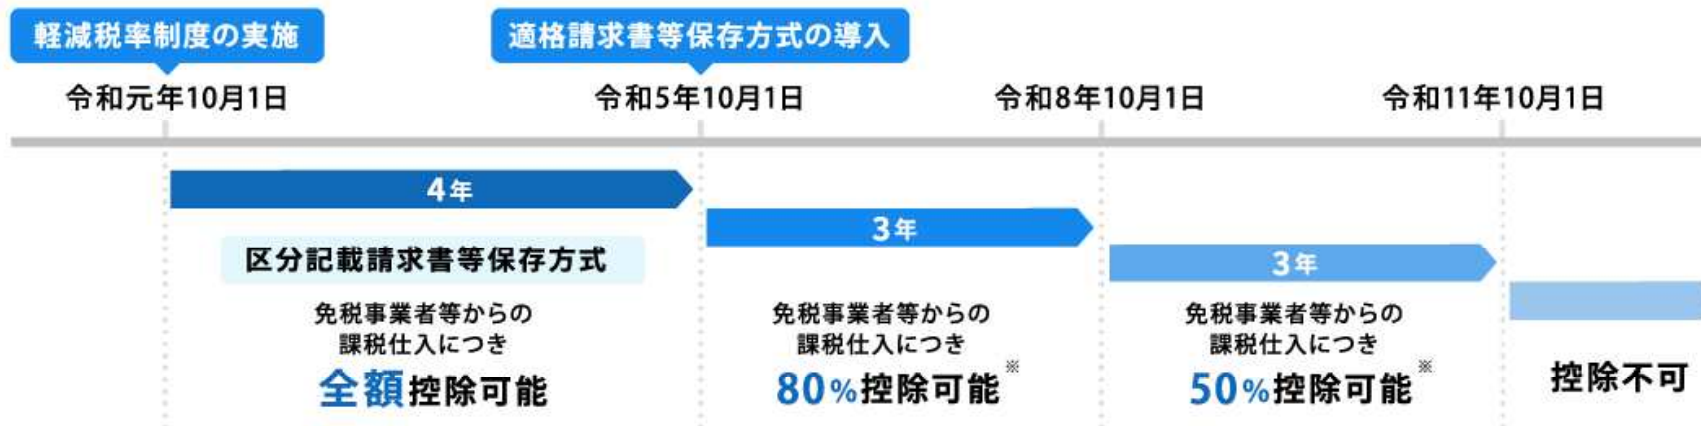 軽減税率制度の実施
適格請求書等保存方式の導入
令和元年10月1日
令和5年10月1日
令和8年10月1日
令和11年10月1日
4年
3年
3年
区分記載請求書等保存方式
免税事業者等からの
課税仕入につき
全額控除可能
免税事業者等からの
課税仕入につき
80%控除可能※
免税事業者等からの
課税仕入につき
50%控除可能※
控除不可